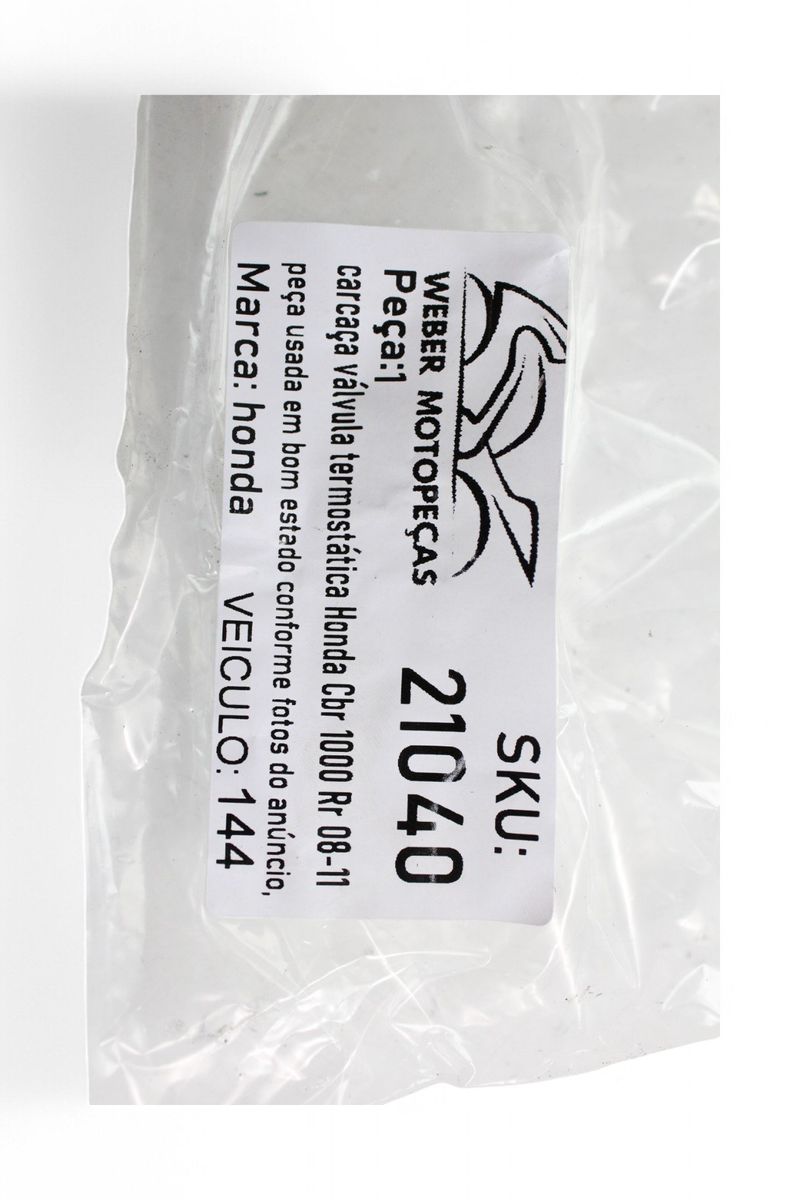 WEBER MOTOPEÇAS
SKU:
21040
Peça:1
carcaça válvula termostática Honda Cbr 1000 Rr 08-11
peça usada em bom estado conforme fotos do anúncio,
Marca: honda VEICULO: 144